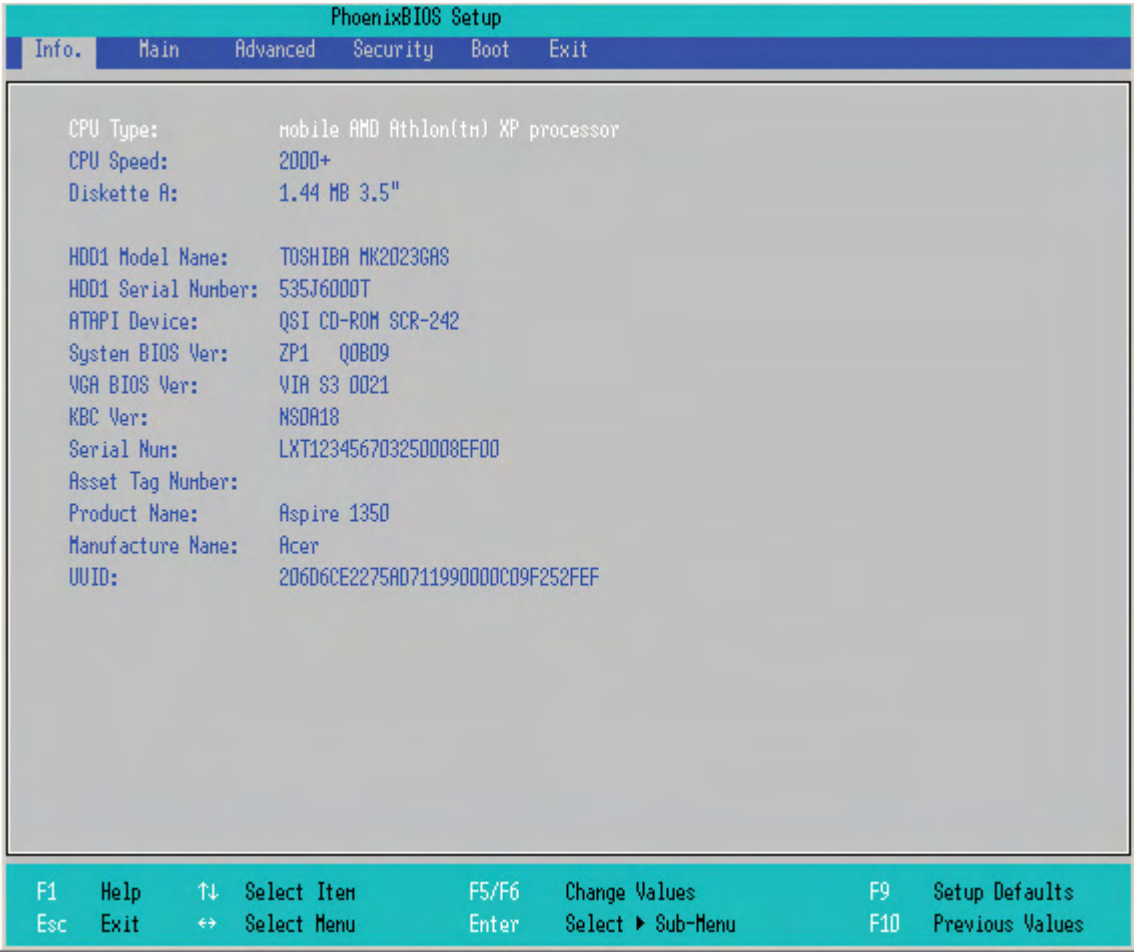 PhoenixBIOS Setup
Info. Main Advanced Security Boot Exit
CPU Type: mobile AMD Athlon(tm) XP processor
CPU Speed: 2000+
Diskette A: 1.44 MB 3.5"
HDD1 Model Name: TOSHIBA MK2023GAS
HDD1 Serial Number: 535J6000T
ATAPI Device: QSI CD-ROM SCR-242
System BIOS Ver: ZP1 Q0B09
VGA BIOS Ver: VIA S3 0021
KBC Ver: NS0A18
Serial Num: LXT123456703250008EF00
Asset Tag Number:
Product Name: Aspire 1350
Manufacture Name: Acer
UUID: 206D6CE2275AD711990000C09F252FEF
F1 Help ↑↓ Select Item F5/F6 Change Values F9 Setup Defaults
Esc Exit ↔ Select Menu Enter Select ▶ Sub-Menu F10 Previous Values